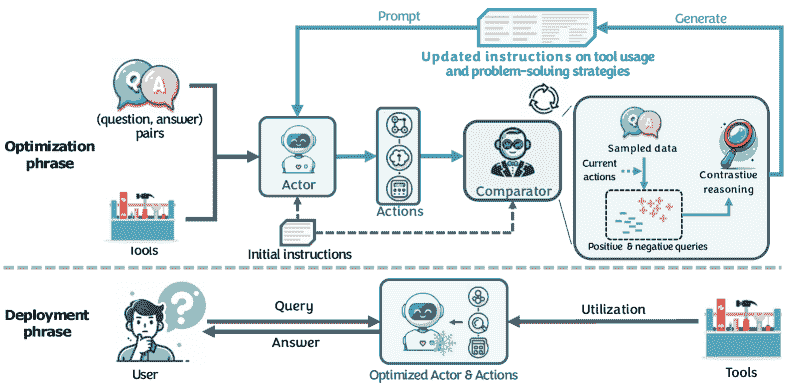 Prompt
Generate
Updated instructions on tool usage
and problem-solving strategies
Q A
(question, answer)
pairs
Optimization
phrase
Tools
Actor
Initial instructions
Actions
Comparator
Q A
Sampled data
Current
actions
Contrastive
reasoning
Positive & negative queries
Deployment
phrase
?
User
Query
Answer
Optimized Actor & Actions
Utilization
Tools